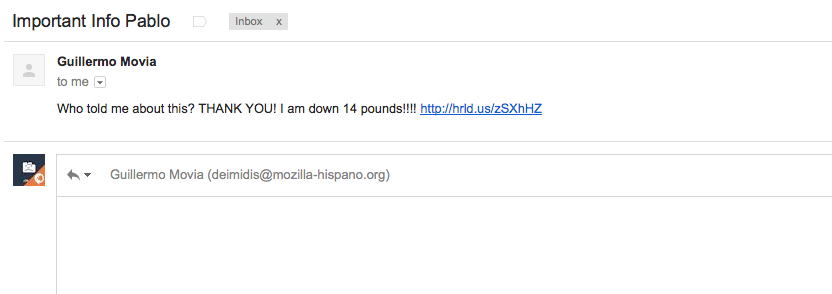 Important Info Pablo
Inbox x
Guillermo Movia
to me
Who told me about this? THANK YOU! I am down 14 pounds!!!! http://hrld.us/zSXhHZ
Guillermo Movia (deimidis@mozilla-hispano.org)